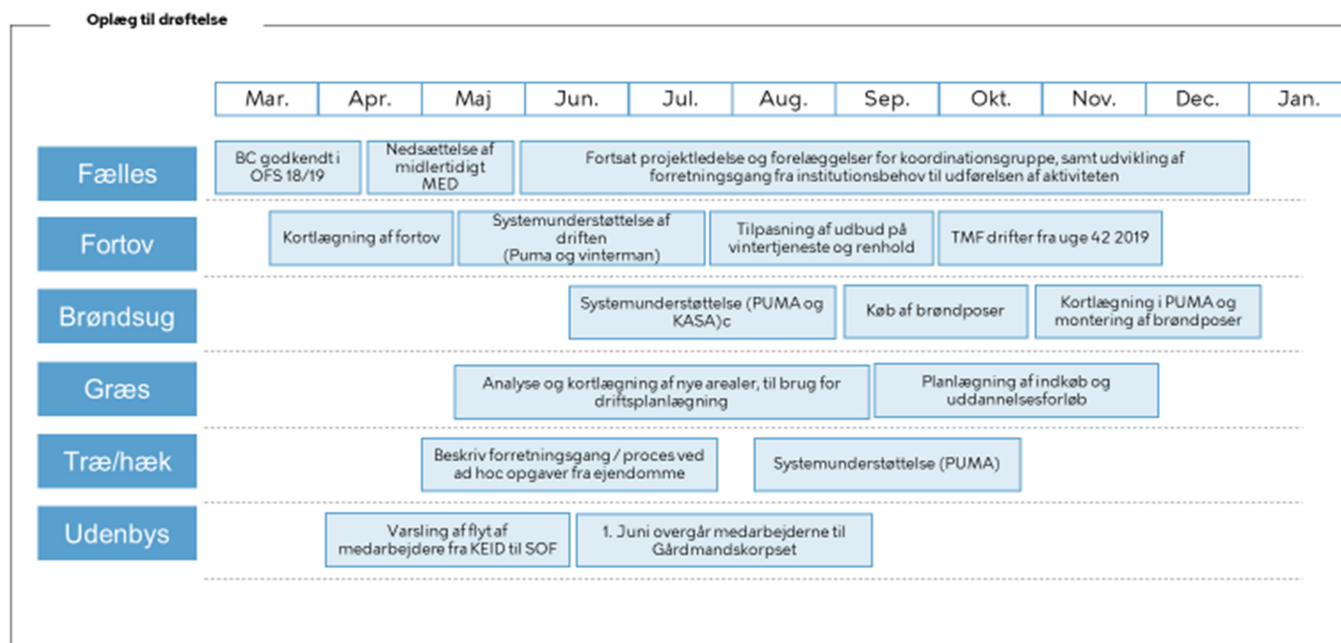 Oplæg til drøftelse
Mar. Apr. Maj Jun. Jul. Aug. Sep. Okt. Nov. Dec. Jan.
Fælles
BC godkendt i
OFS 18/19
Nedsættelse af
midlertidigt
MED
Fortsat projektledelse og forelæggelser for koordinationsgruppe, samt udvikling af
forretningsgang fra institutionsbehov til udførelsen af aktiviteten
Fortov
Kortlægning af fortov
Systemunderstøttelse af
driften
(Puma og vinterman)
Tilpasning af udbud på
vintertjeneste og renhold
TMF drifter fra uge 42 2019
Brøndsug
Systemunderstøttelse (PUMA og
KASA)c
Køb af brøndposer
Kortlægning i PUMA og
montering af brøndposer
Græs
Analyse og kortlægning af nye arealer, til brug for
driftsplanlægning
Planlægning af indkøb og
uddannelsesforløb
Træ/hæk
Beskriv forretningsgang / proces ved
ad hoc opgaver fra ejendomme
Systemunderstøttelse (PUMA)
Udenbys
Varsling af flyt af
medarbejdere fra KEID til SOF
1. Juni overgår medarbejderne til
Gårdmandskorpset